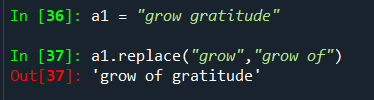 In [36]: a1 = "grow gratitude"
In [37]: a1.replace("grow","grow of")
Out[37]: 'grow of gratitude'